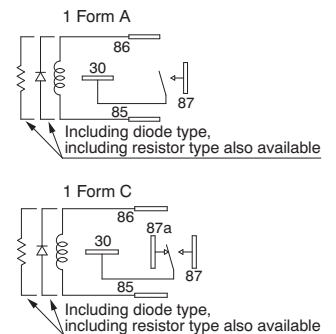 1 Form A
86
30
87
85
Including diode type,
including resistor type also available
1 Form C
86
87a
30
87
85
Including diode type,
including resistor type also available